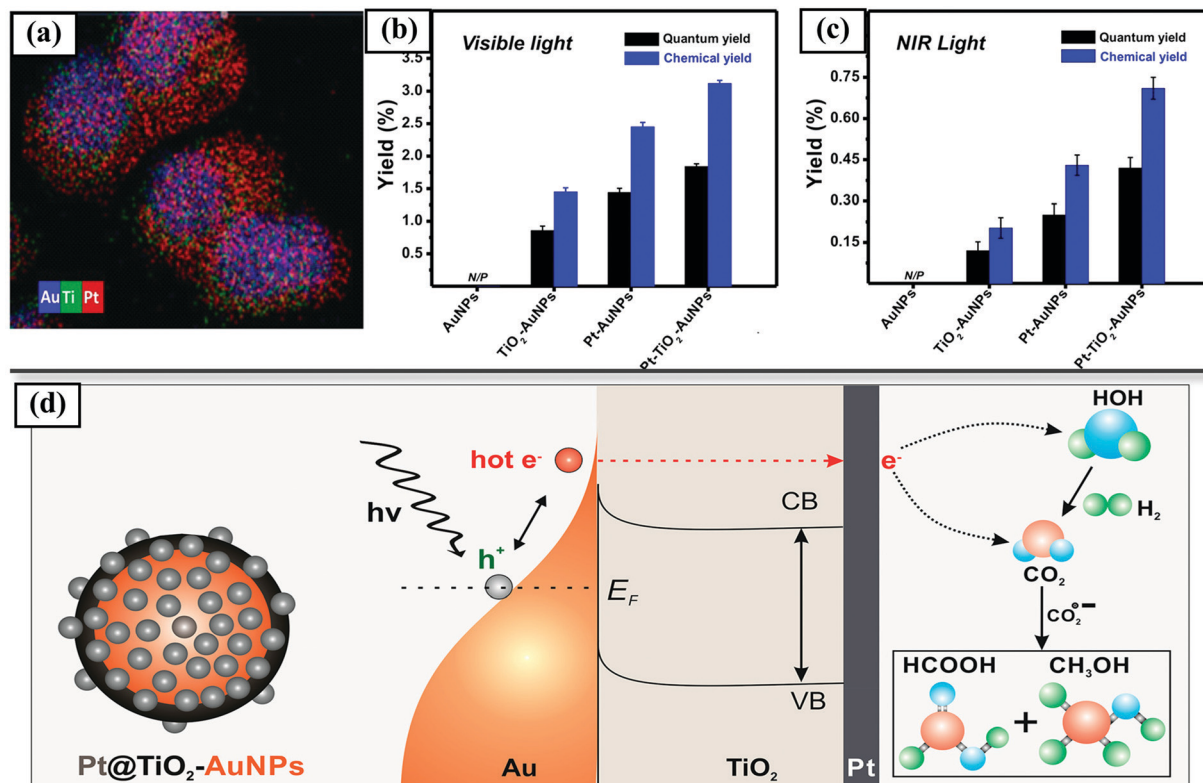 (a)
Au Ti Pt
(b)
Visible light
Quantum yield
Chemical yield
Yield (%)
3.5
3.0
2.5
2.0
1.5
1.0
0.5
N/P
AuNPs
TiO₂-AuNPs
Pt-AuNPs
Pt-TiO₂-AuNPs
(c)
NIR Light
Quantum yield
Chemical yield
Yield (%)
0.75
0.60
0.45
0.30
0.15
N/P
AuNPs
TiO₂-AuNPs
Pt-AuNPs
Pt-TiO₂-AuNPs
(d)
HOH
hot e⁻
e⁻
hν
CB
H₂
h⁺
CO₂
E_F
CO₂•⁻
HCOOH
CH₃OH
VB
+
Pt@TiO₂-AuNPs
Au
TiO₂
Pt